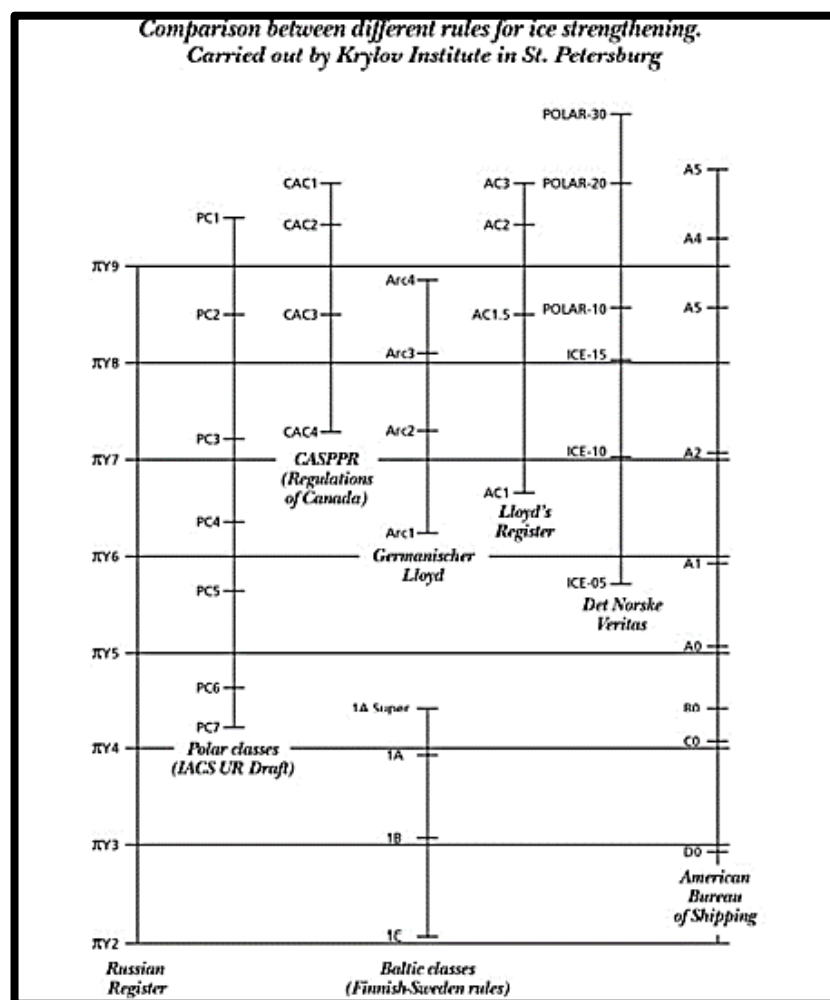 Comparison between different rules for ice strengthening.
Carried out by Krylov Institute in St. Petersburg
POLAR-30
A5
CAC1
AC3
POLAR-20
PC1
CAC2
AC2
A4
πY9
Arc4
PC2
CAC3
AC1.5
POLAR-10
A5
Arc3
ICE-15
πY8
PC3
CAC4
Arc2
ICE-10
A2
πY7
CASPPR
(Regulations
of Canada)
AC1
Lloyd's
Register
PC4
Arc1
πY6
Germanischer
Lloyd
A1
PC5
ICE-05
Det Norske
Veritas
πY5
A0
PC6
1A Super
B0
PC7
C0
πY4
Polar classes
(IACS UR Draft)
1A
πY3
1B
D0
American
Bureau
of Shipping
πY2
1C
Russian
Register
Baltic classes
(Finnish-Sweden rules)